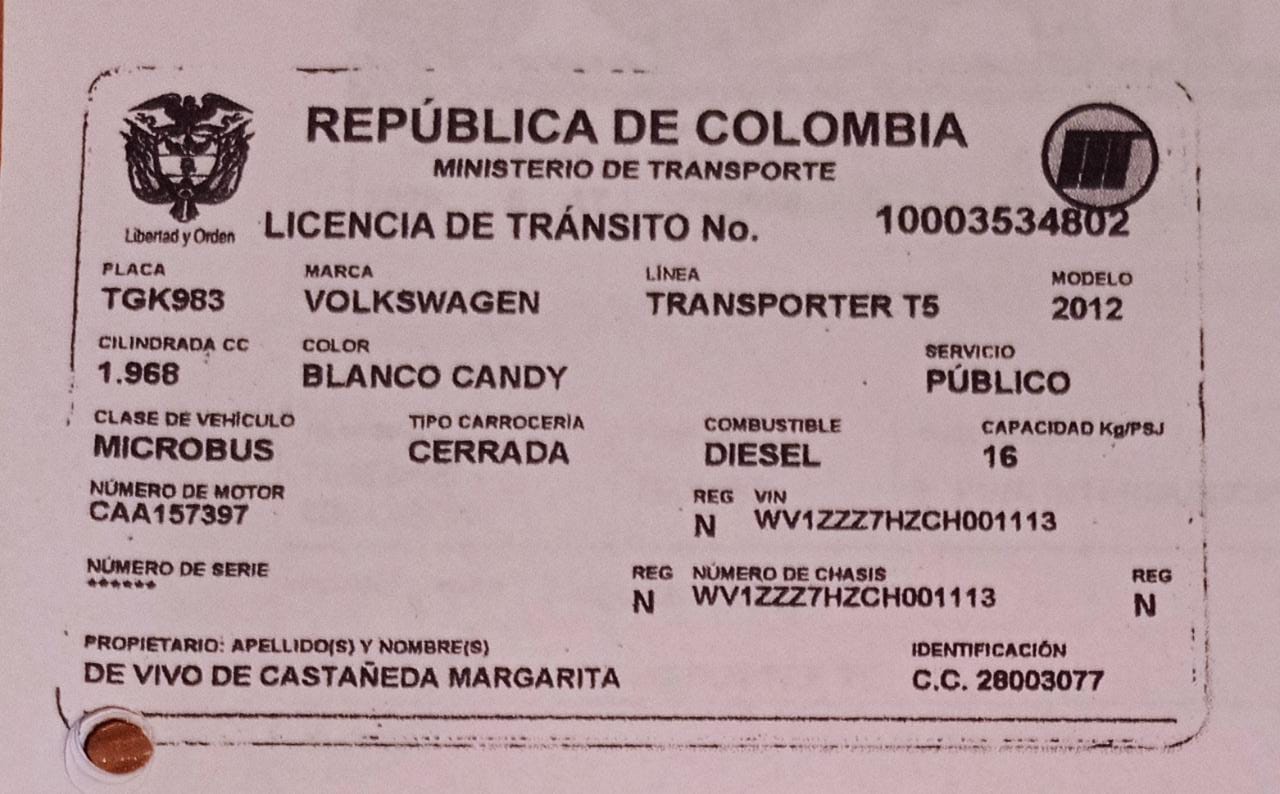 REPÚBLICA DE COLOMBIA
MINISTERIO DE TRANSPORTE
Libertad y Orden
LICENCIA DE TRÁNSITO No. 10003534802
PLACA MARCA LÍNEA MODELO
TGK983 VOLKSWAGEN TRANSPORTER T5 2012
CILINDRADA CC COLOR SERVICIO
1.968 BLANCO CANDY PÚBLICO
CLASE DE VEHÍCULO TIPO CARROCERÍA COMBUSTIBLE CAPACIDAD Kg/PSJ
MICROBUS CERRADA DIESEL 16
NÚMERO DE MOTOR REG VIN
CAA157397 N WV1ZZZ7HZCH001113
NÚMERO DE SERIE REG NÚMERO DE CHASIS REG
****** N WV1ZZZ7HZCH001113 N
PROPIETARIO: APELLIDO(S) Y NOMBRE(S) IDENTIFICACIÓN
DE VIVO DE CASTAÑEDA MARGARITA C.C. 28003077